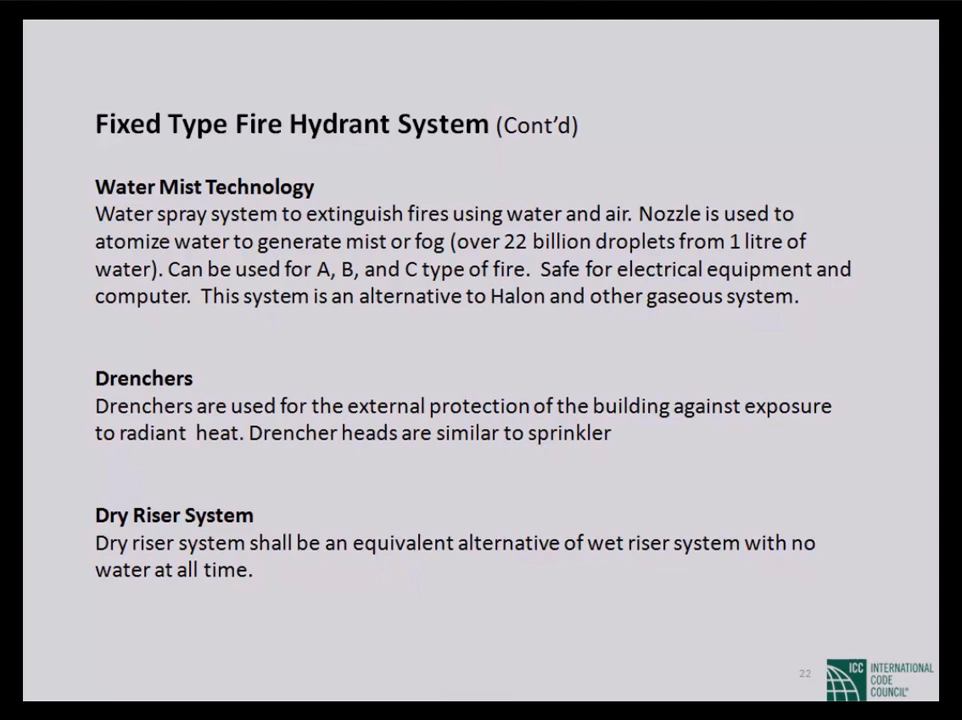 Fixed Type Fire Hydrant System (Cont’d)
Water Mist Technology
Water spray system to extinguish fires using water and air. Nozzle is used to
atomize water to generate mist or fog (over 22 billion droplets from 1 litre of
water). Can be used for A, B, and C type of fire. Safe for electrical equipment and
computer. This system is an alternative to Halon and other gaseous system.
Drenchers
Drenchers are used for the external protection of the building against exposure
to radiant heat. Drencher heads are similar to sprinkler
Dry Riser System
Dry riser system shall be an equivalent alternative of wet riser system with no
water at all time.
22
ICC INTERNATIONAL
CODE
COUNCIL®